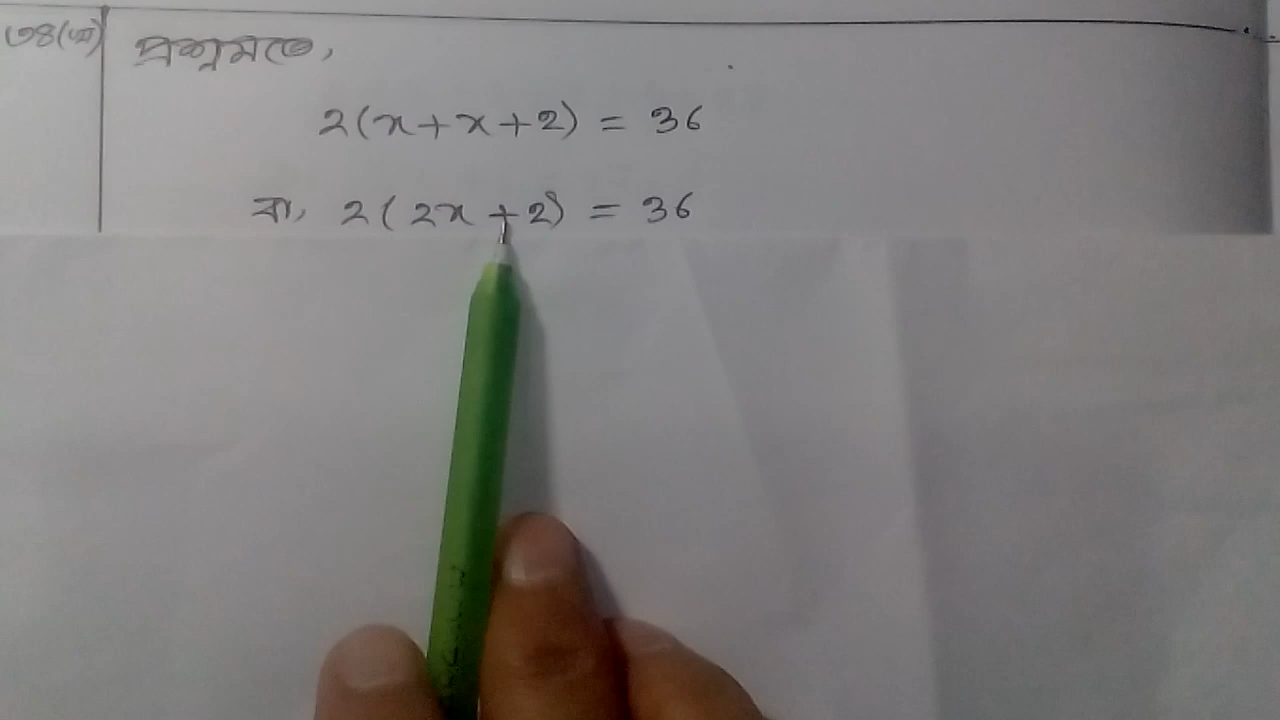 ৩৪(গ) প্রশ্নমতে,
2(x+x+2) = 36
বা, 2(2x+2) = 36